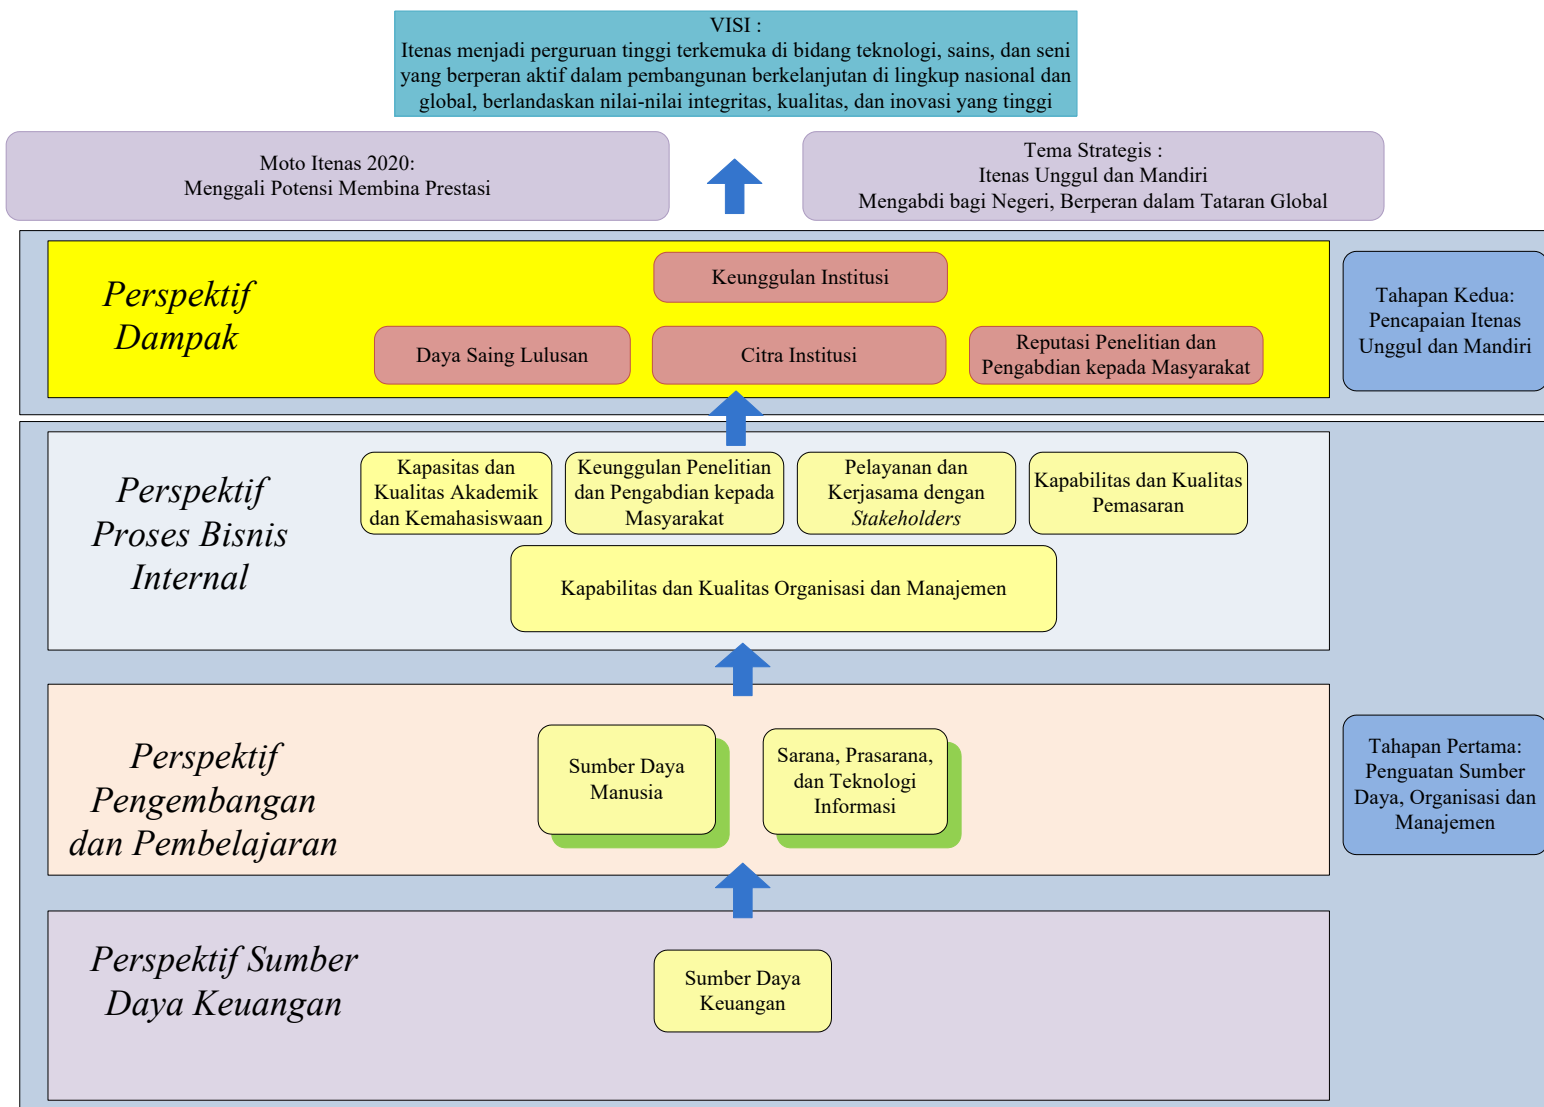 VISI :
Itenas menjadi perguruan tinggi terkemuka di bidang teknologi, sains, dan seni
yang berperan aktif dalam pembangunan berkelanjutan di lingkup nasional dan
global, berlandaskan nilai-nilai integritas, kualitas, dan inovasi yang tinggi
Moto Itenas 2020:
Menggali Potensi Membina Prestasi
Tema Strategis :
Itenas Unggul dan Mandiri
Mengabdi bagi Negeri, Berperan dalam Tataran Global
Perspektif
Dampak
Keunggulan Institusi
Daya Saing Lulusan
Citra Institusi
Reputasi Penelitian dan
Pengabdian kepada Masyarakat
Tahapan Kedua:
Pencapaian Itenas
Unggul dan Mandiri
Perspektif
Proses Bisnis
Internal
Kapasitas dan
Kualitas Akademik
dan Kemahasiswaan
Keunggulan Penelitian
dan Pengabdian kepada
Masyarakat
Pelayanan dan
Kerjasama dengan
Stakeholders
Kapabilitas dan Kualitas
Pemasaran
Kapabilitas dan Kualitas Organisasi dan Manajemen
Perspektif
Pengembangan
dan Pembelajaran
Sumber Daya
Manusia
Sarana, Prasarana,
dan Teknologi
Informasi
Tahapan Pertama:
Penguatan Sumber
Daya, Organisasi dan
Manajemen
Perspektif Sumber
Daya Keuangan
Sumber Daya
Keuangan